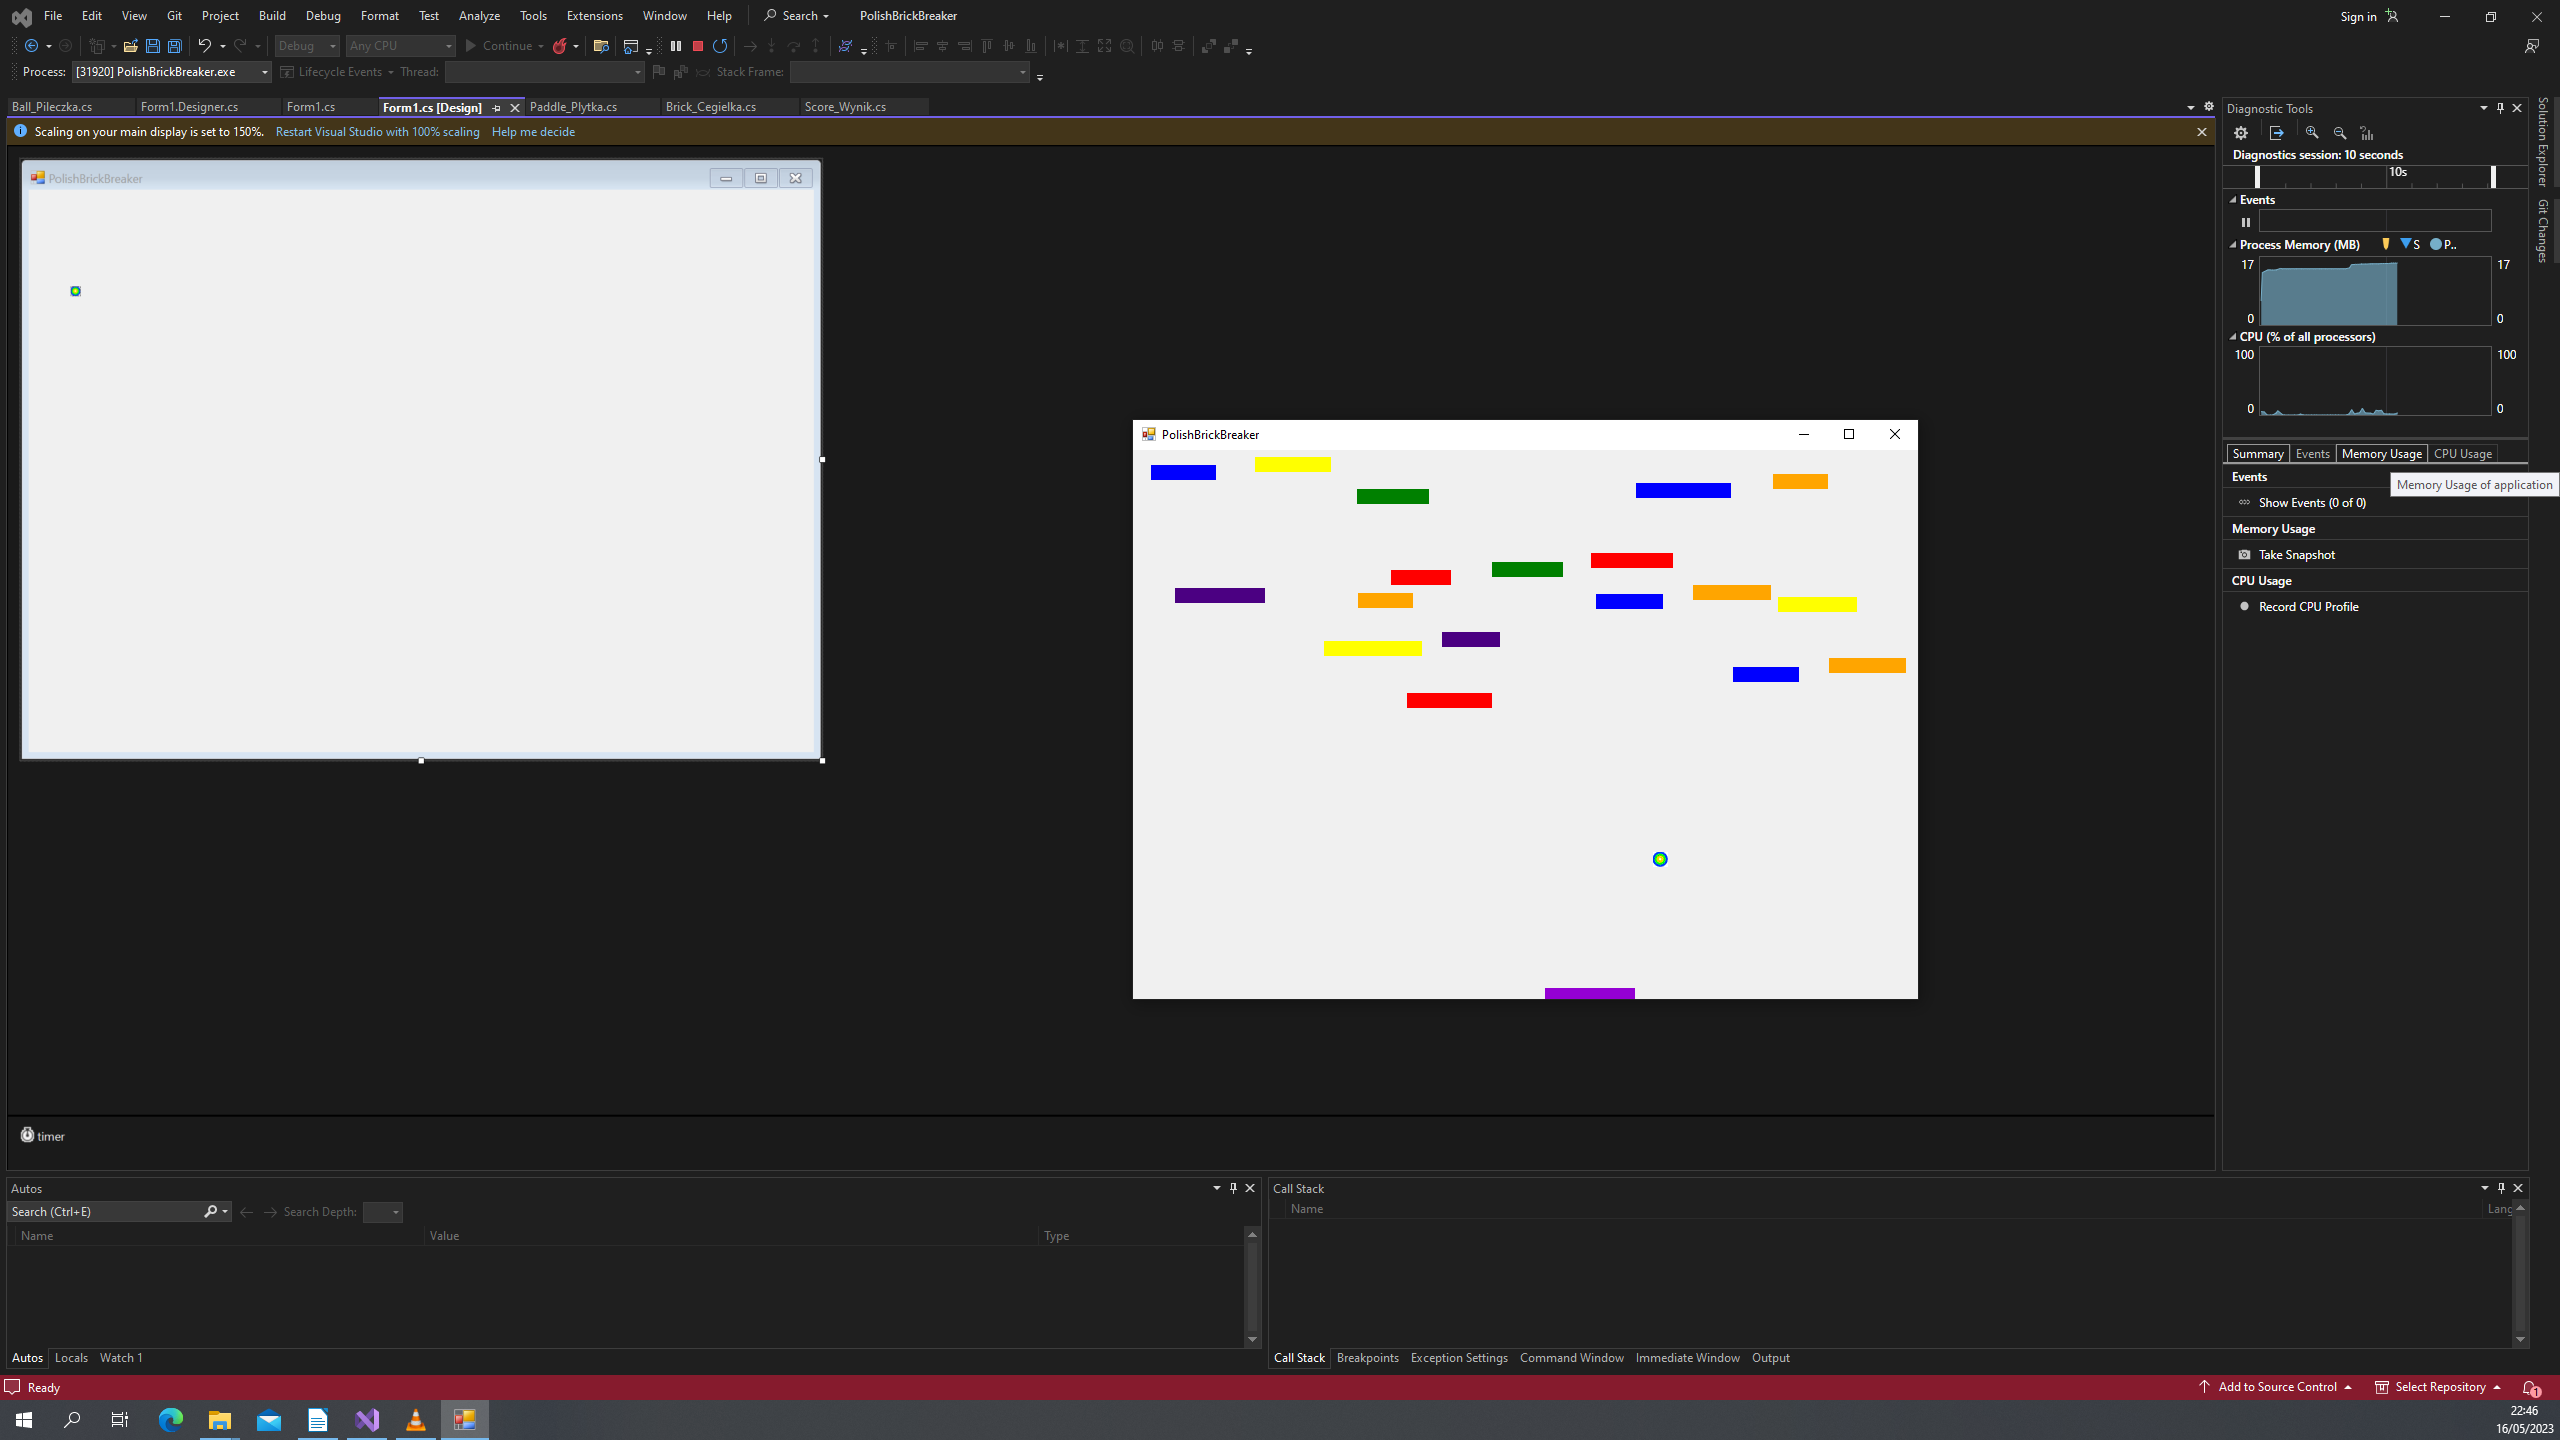 File Edit View Git Project Build Debug Format Test Analyze Tools Extensions Window Help Search PolishBrickBreaker Sign in
Debug Any CPU Continue
Process: [31920] PolishBrickBreaker.exe Lifecycle Events Thread: Stack Frame:
Ball_Pileczka.cs Form1.Designer.cs Form1.cs Form1.cs [Design] Paddle_Plytka.cs Brick_Cegielka.cs Score_Wynik.cs
Scaling on your main display is set to 150%. Restart Visual Studio with 100% scaling Help me decide
PolishBrickBreaker
PolishBrickBreaker
timer
Diagnostic Tools
Diagnostics session: 10 seconds
10s
Events
Process Memory (MB) S P..
17 17
0 0
CPU (% of all processors)
100 100
0 0
Summary Events Memory Usage CPU Usage
Events
Memory Usage of application
Show Events (0 of 0)
Memory Usage
Take Snapshot
CPU Usage
Record CPU Profile
Solution Explorer
Git Changes
Autos
Search (Ctrl+E) Search Depth:
Name Value Type
Autos Locals Watch 1
Call Stack
Name Lang
Call Stack Breakpoints Exception Settings Command Window Immediate Window Output
Ready Add to Source Control Select Repository 1
22:46
16/05/2023